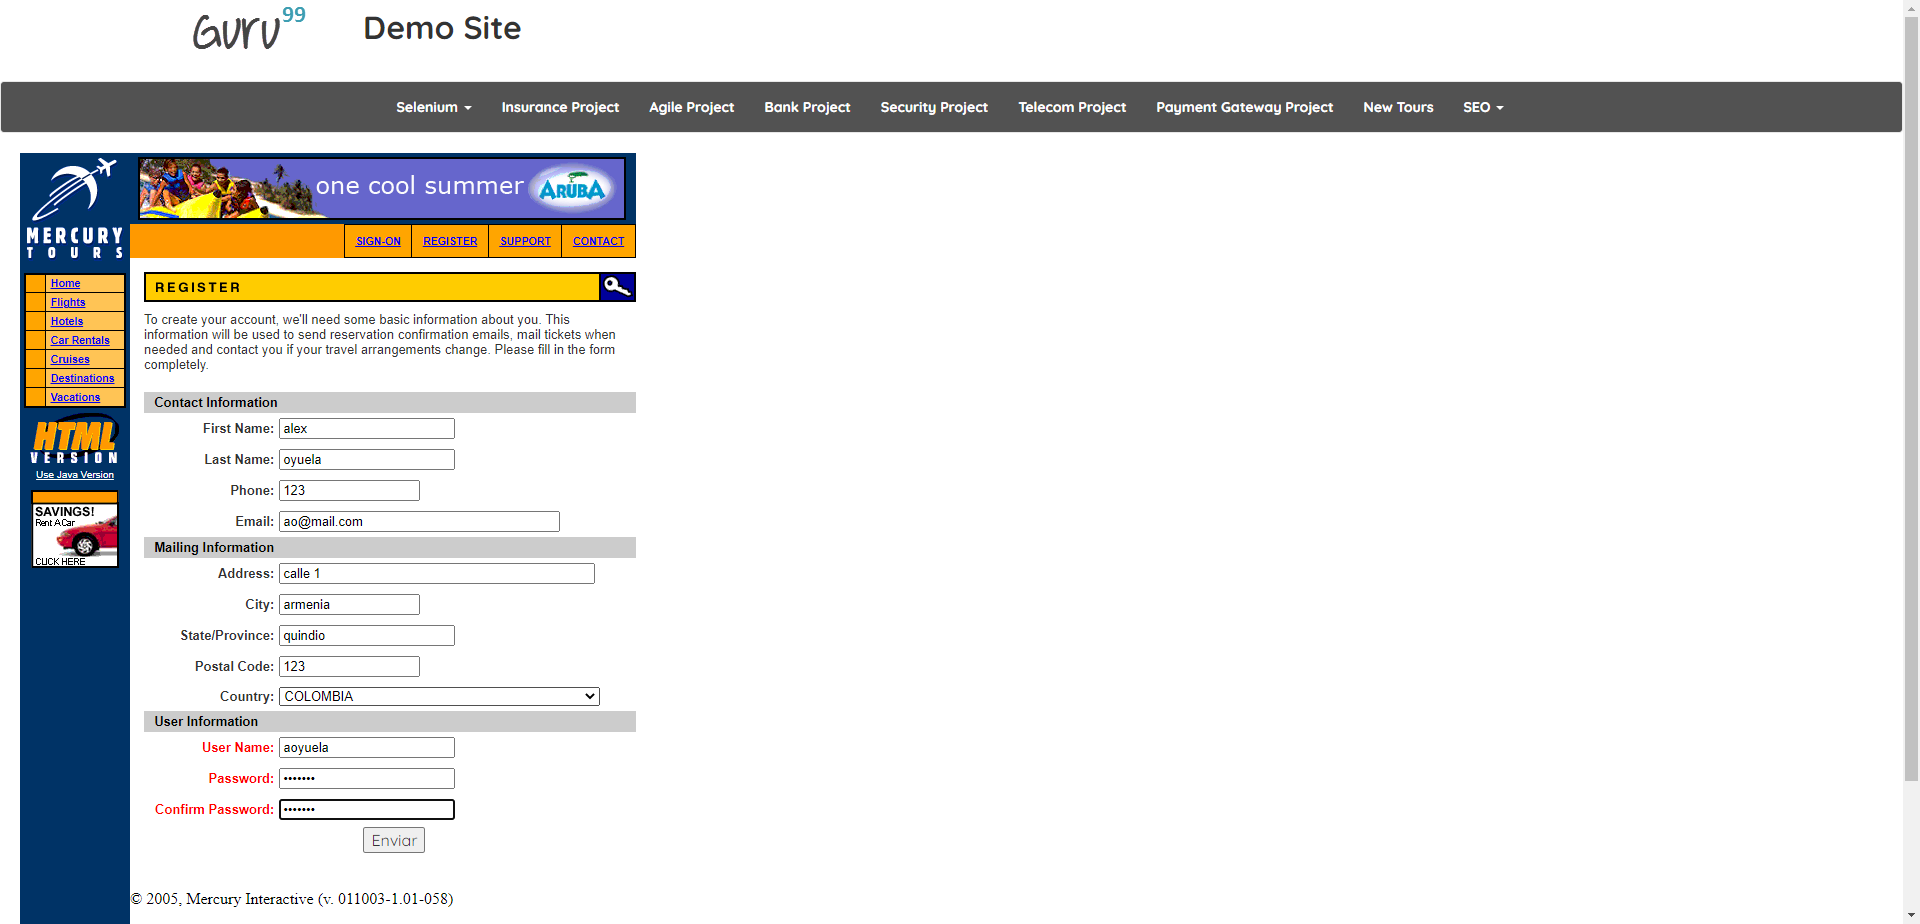 Guru99
Demo Site
Selenium
Insurance Project
Agile Project
Bank Project
Security Project
Telecom Project
Payment Gateway Project
New Tours
SEO
MERCURY
TOURS
one cool summer
ARUBA
SIGN-ON
REGISTER
SUPPORT
CONTACT
Home
Flights
Hotels
Car Rentals
Cruises
Destinations
Vacations
HTML
VERSION
Use Java Version
SAVINGS!
Rent A Car
CLICK HERE
REGISTER
To create your account, we'll need some basic information about you. This
information will be used to send reservation confirmation emails, mail tickets when
needed and contact you if your travel arrangements change. Please fill in the form
completely.
Contact Information
First Name: alex
Last Name: oyuela
Phone: 123
Email: ao@mail.com
Mailing Information
Address: calle 1
City: armenia
State/Province: quindio
Postal Code: 123
Country: COLOMBIA
User Information
User Name: aoyuela
Password: •••••••
Confirm Password: •••••••
Enviar
© 2005, Mercury Interactive (v. 011003-1.01-058)